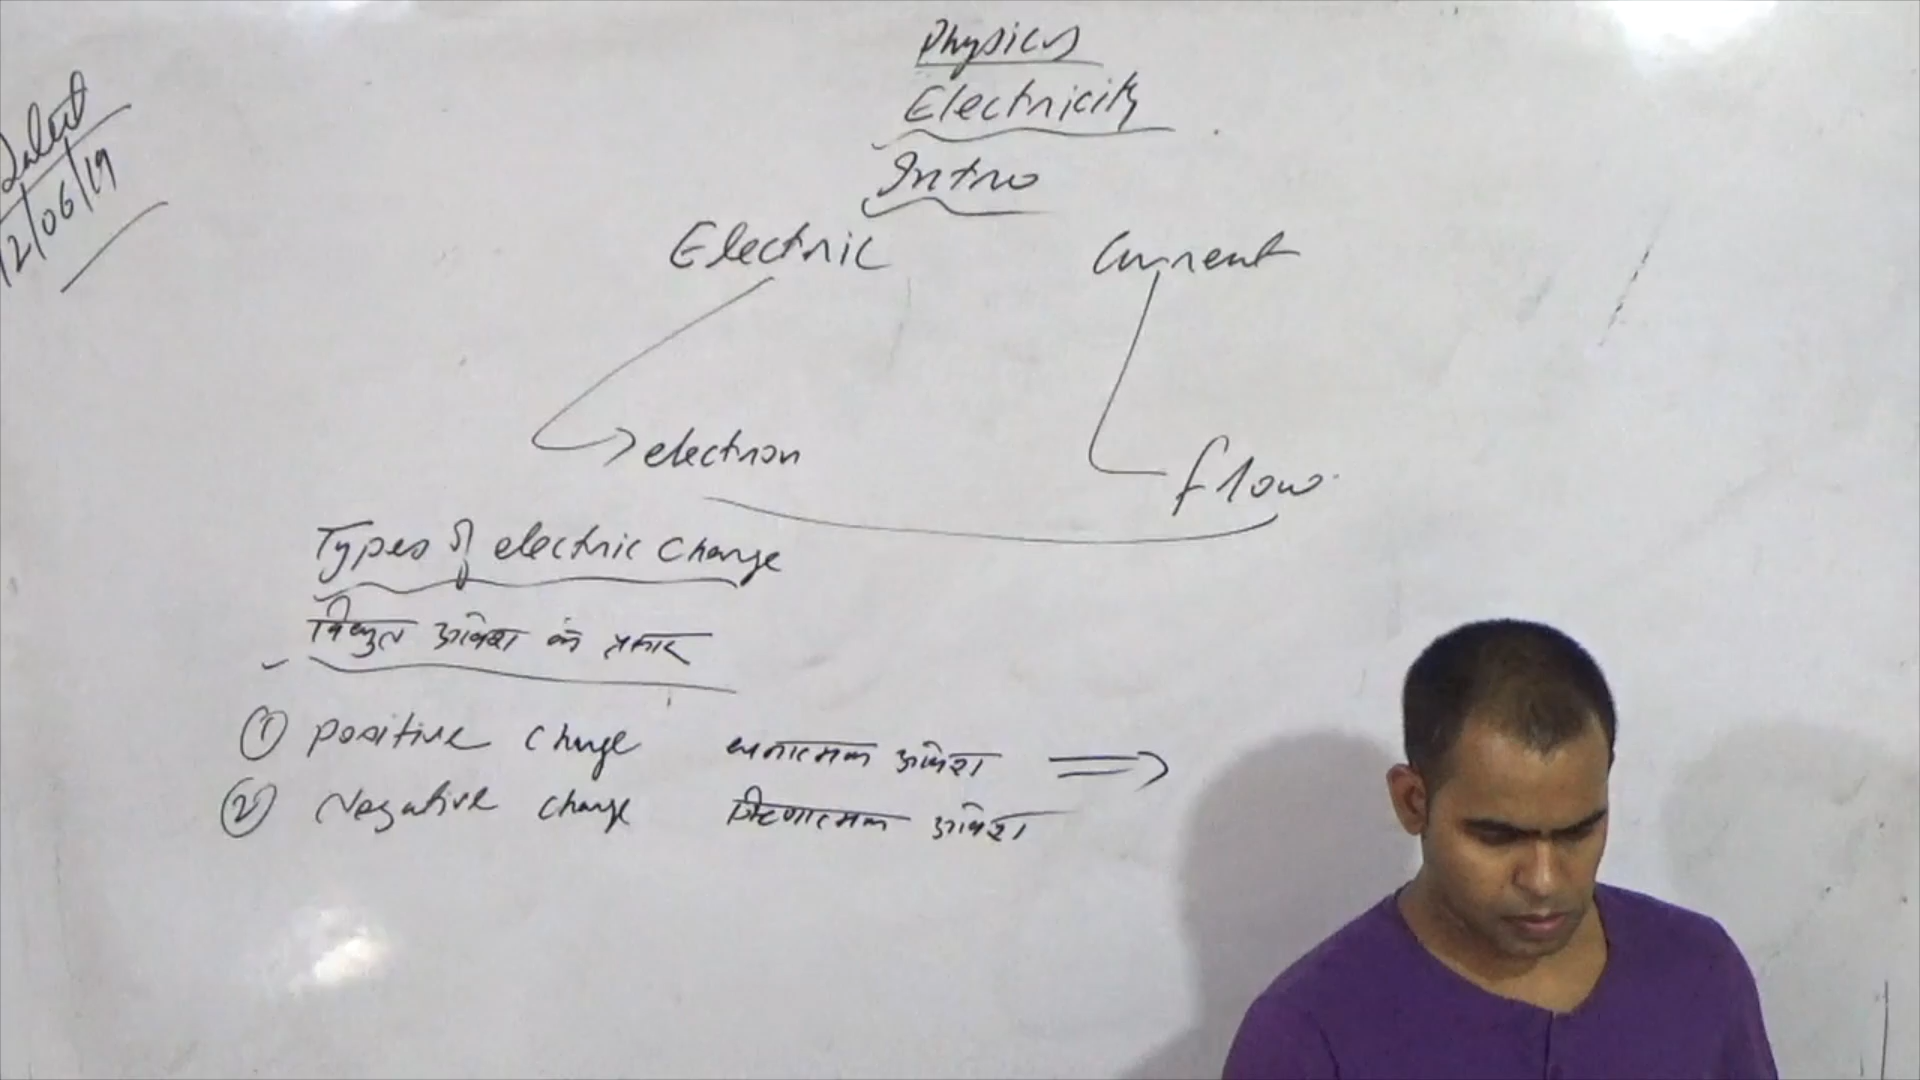 Physics
Electricity
Intro
12/06/19
Electric Current
electron flow
Types of electric Charge
विद्युत आवेश के प्रकार
① positive charge धनात्मक आवेश ⇒
② Negative charge ऋिणात्मक आवेश